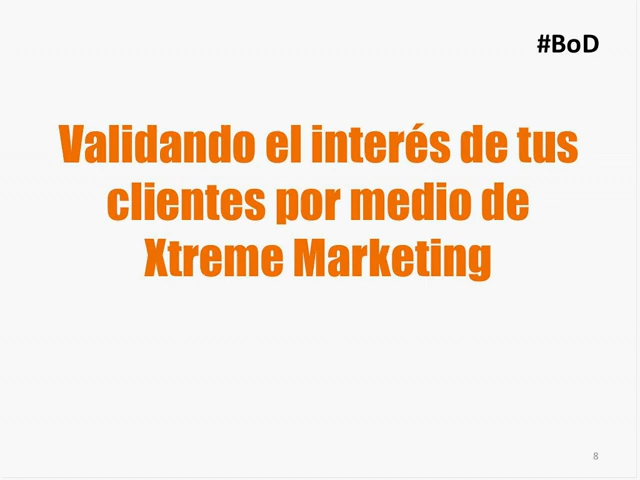 #BoD
Validando el interés de tus
clientes por medio de
Xtreme Marketing
8